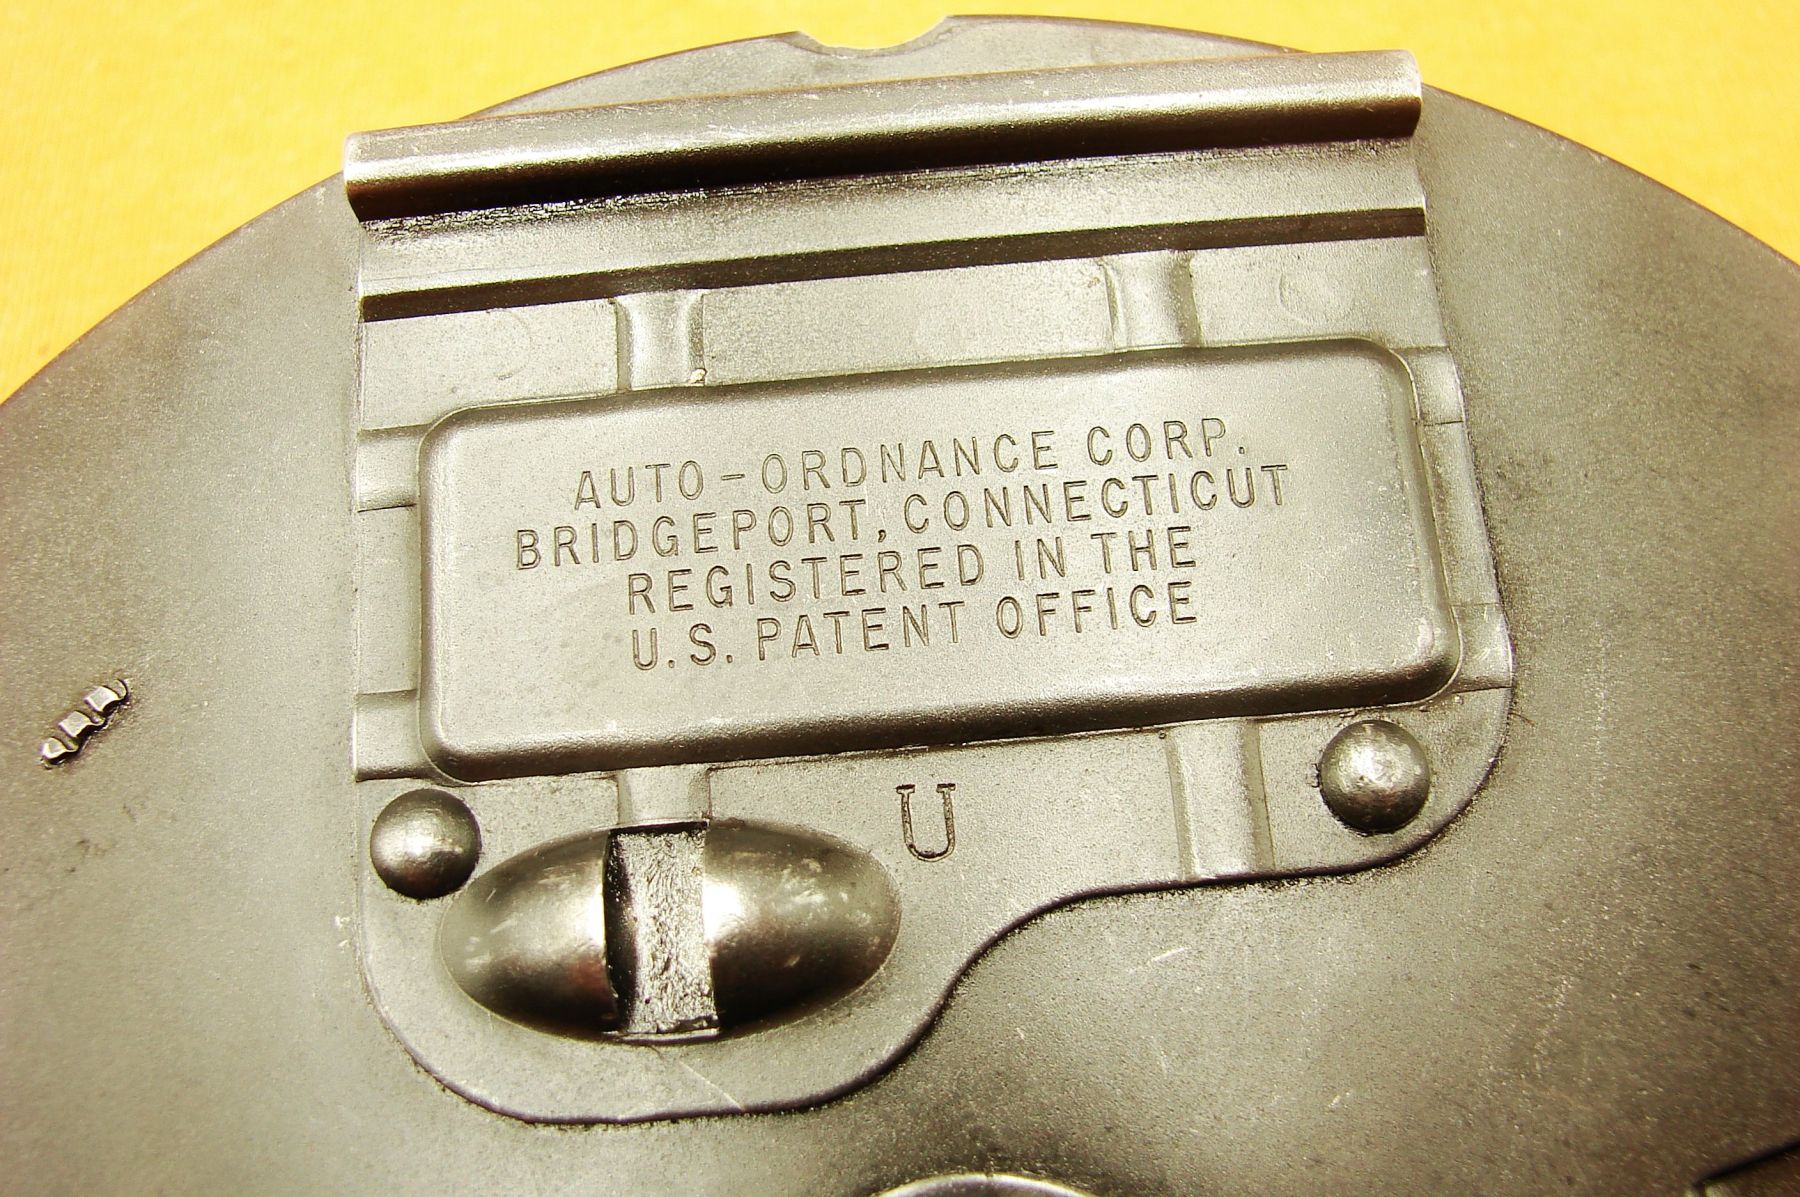 AUTO-ORDNANCE CORP.
BRIDGEPORT, CONNECTICUT
REGISTERED IN THE
U.S. PATENT OFFICE
U